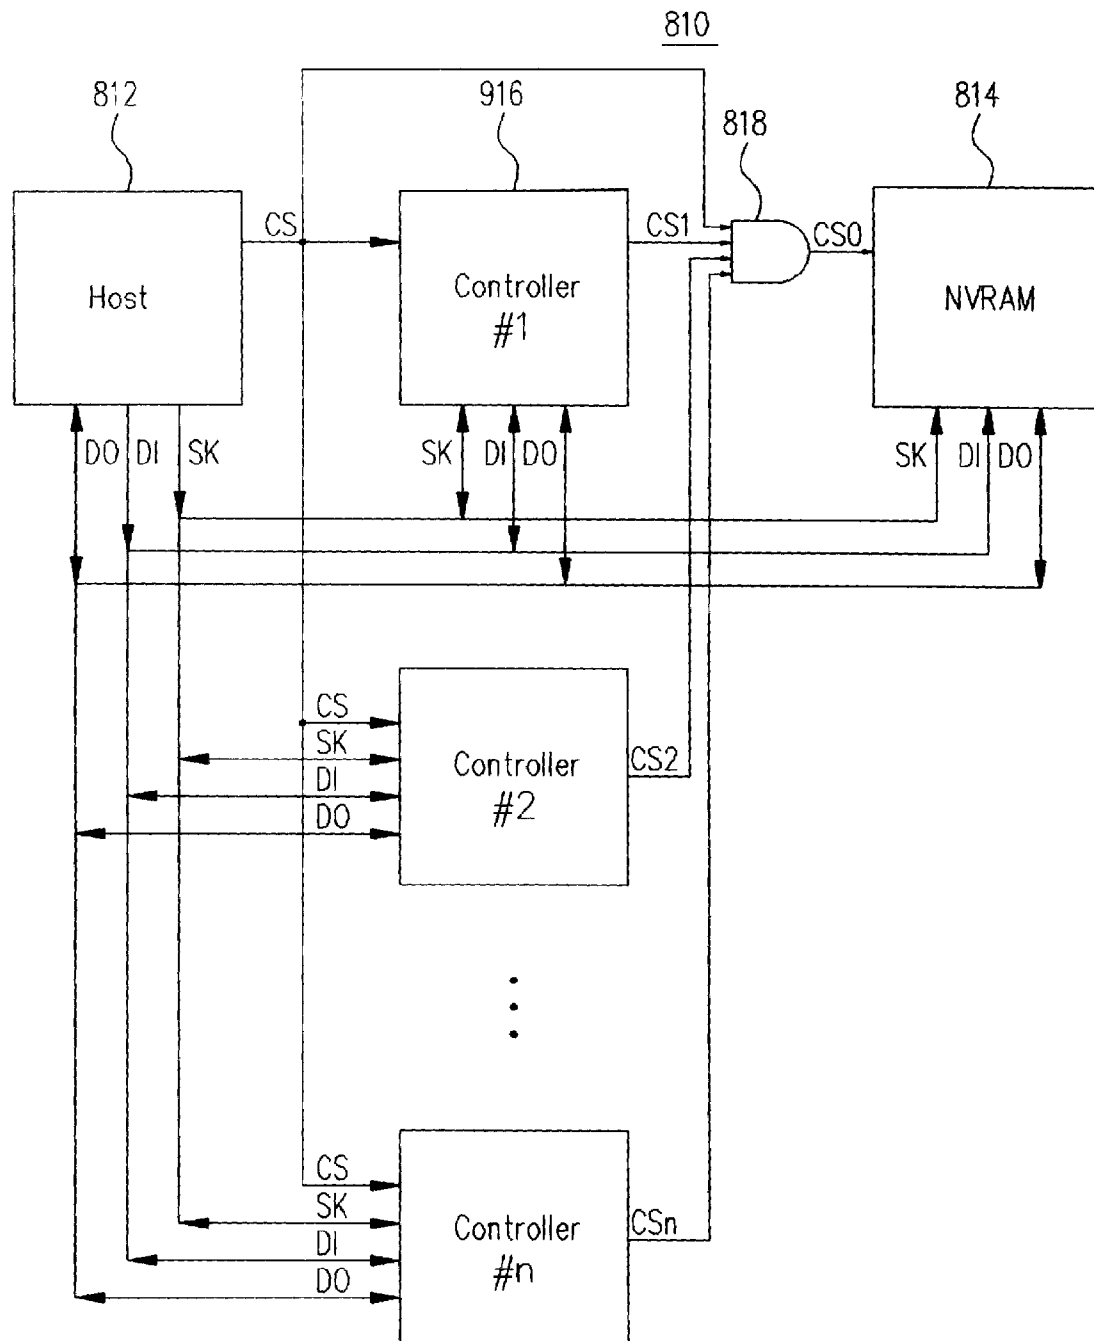 810
812
916
818
814
CS
CS1
CS0
Host
Controller
#1
NVRAM
DO DI SK
SK DI DO
SK DI DO
CS
SK
DI
DO
Controller
#2
CS2
CS
SK
DI
DO
Controller
#n
CSn